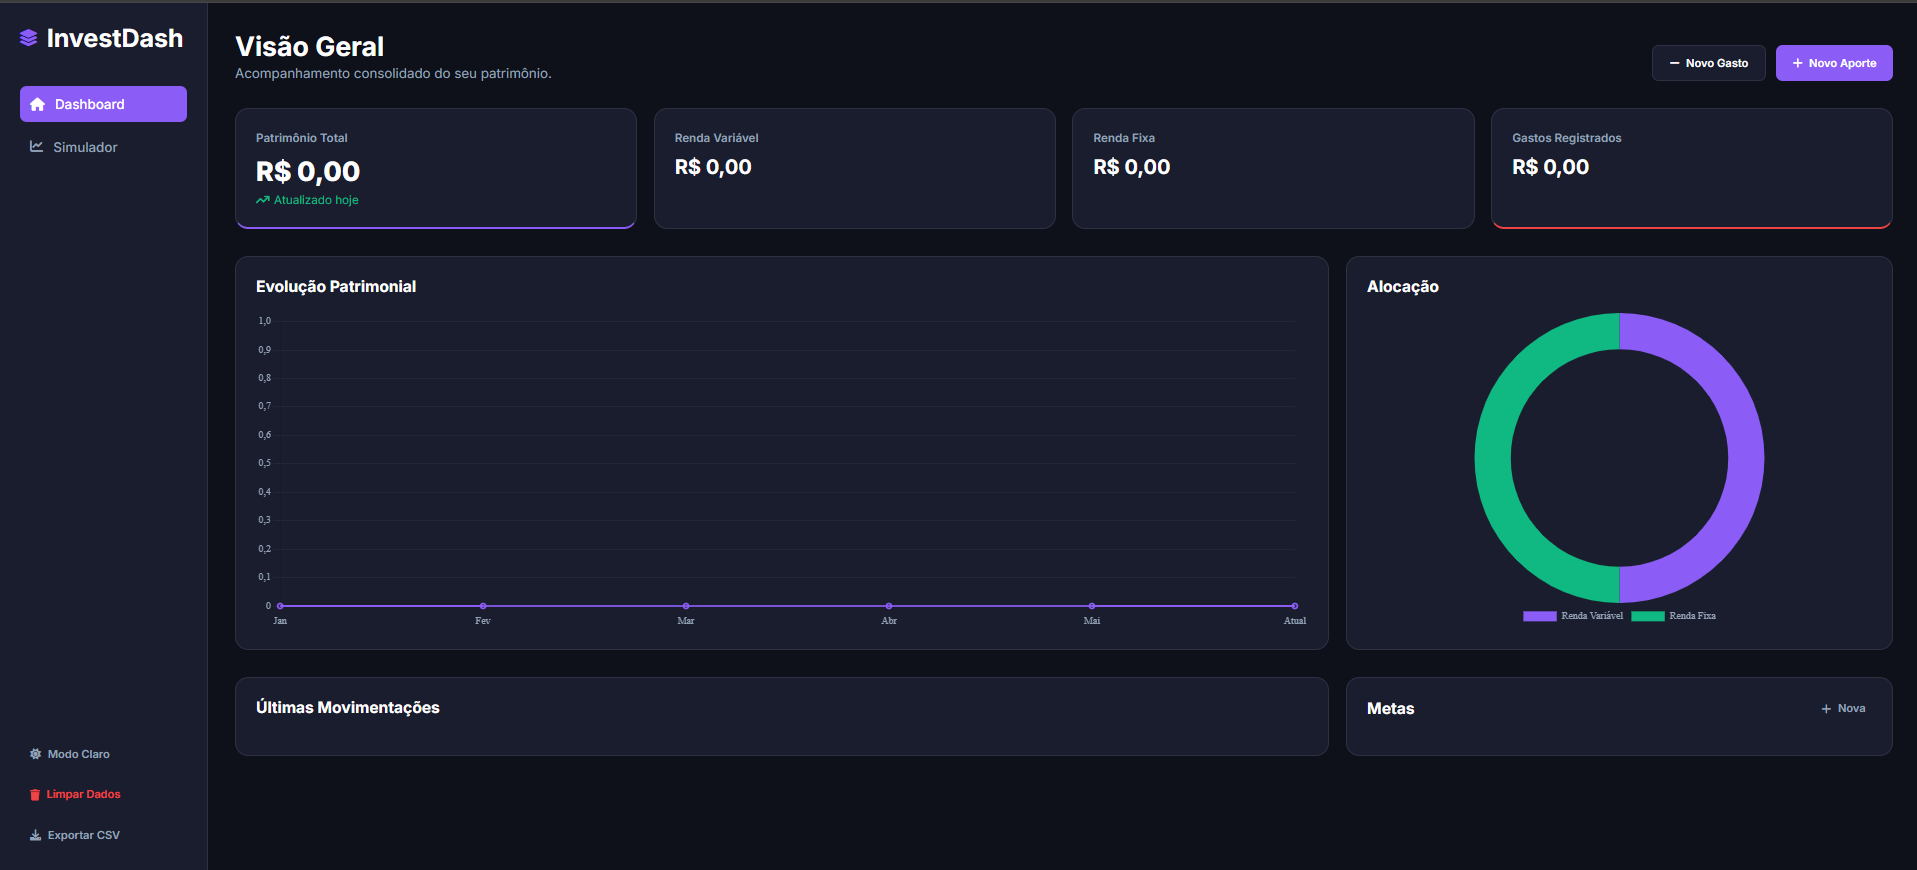 InvestDash
Dashboard
Simulador
Modo Claro
Limpar Dados
Exportar CSV
Visão Geral
Acompanhamento consolidado do seu patrimônio.
Novo Gasto
Novo Aporte
Patrimônio Total
R$ 0,00
Atualizado hoje
Renda Variável
R$ 0,00
Renda Fixa
R$ 0,00
Gastos Registrados
R$ 0,00
Evolução Patrimonial
1,0
0,9
0,8
0,7
0,6
0,5
0,4
0,3
0,2
0,1
0
Jan Fev Mar Abr Mai Atual
Alocação
Renda Variável Renda Fixa
Últimas Movimentações
Metas
Nova